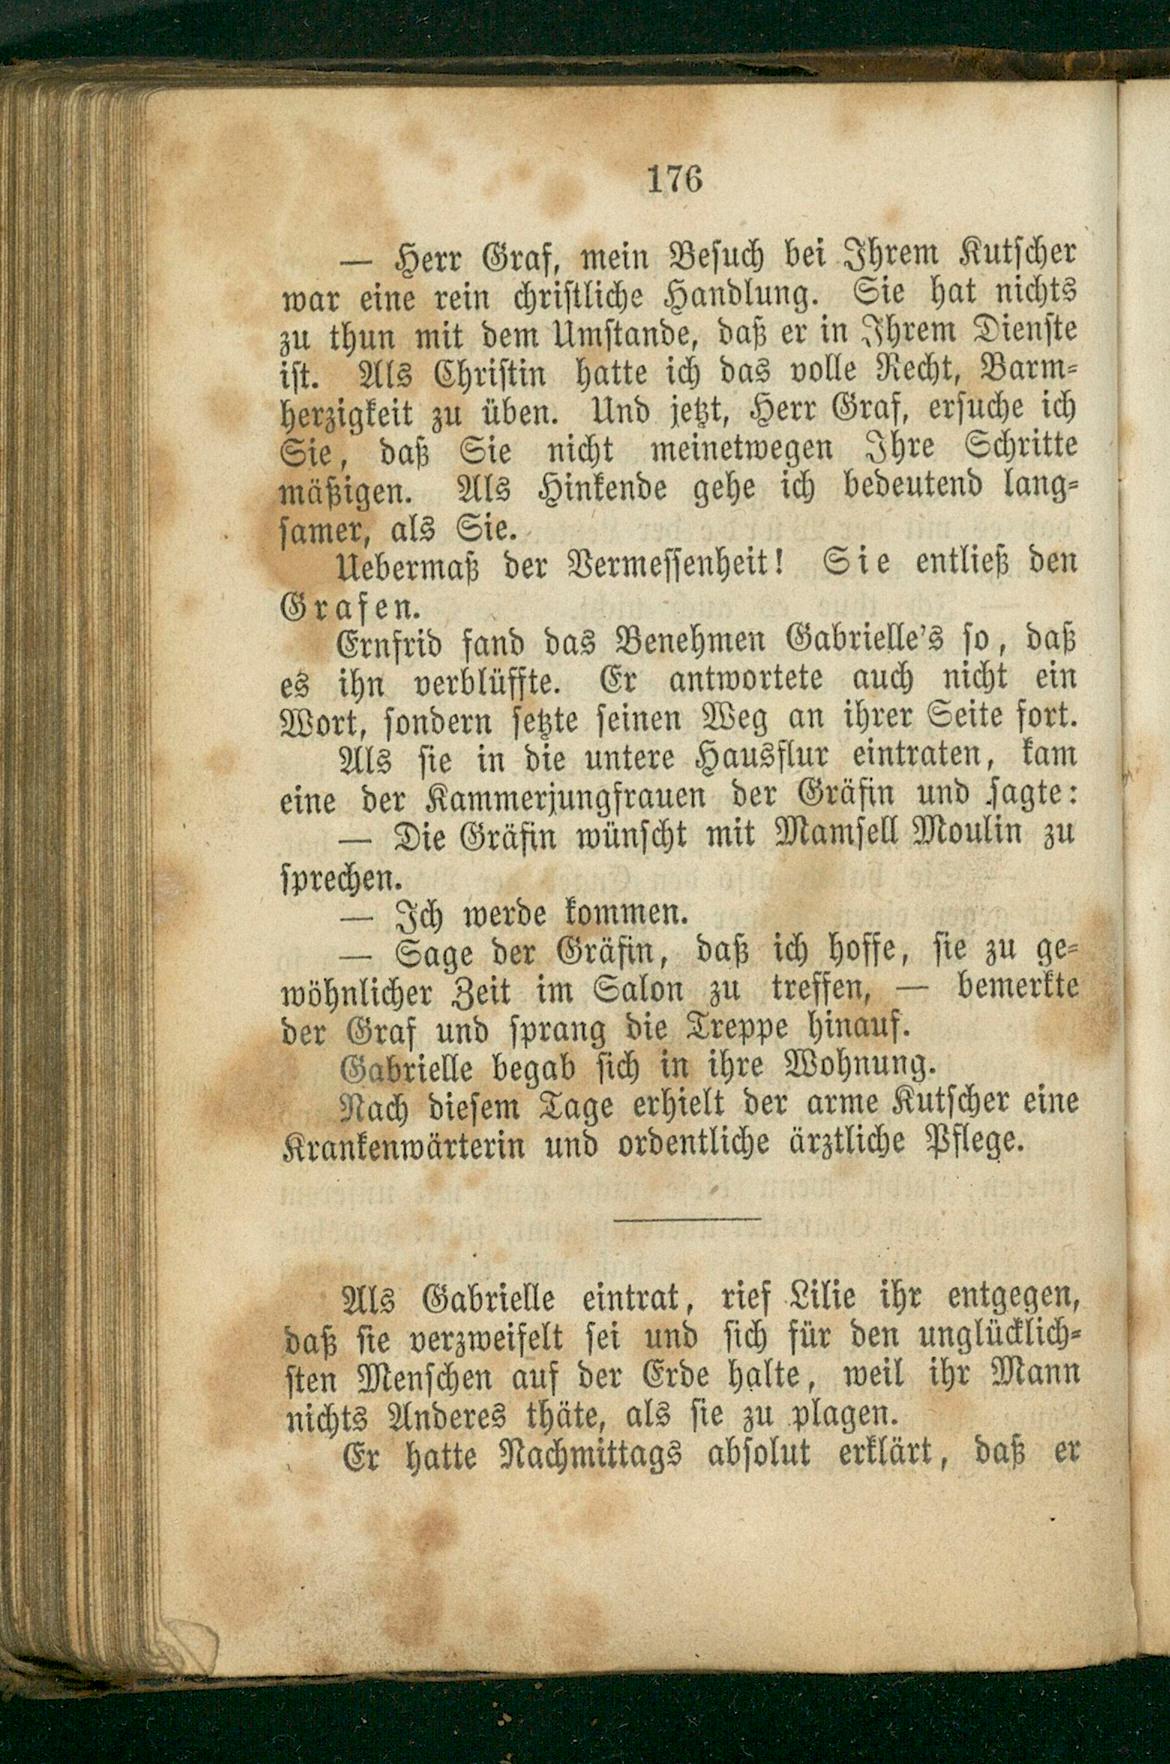 176
— Herr Graf, mein Besuch bei Ihrem Kutscher
war eine rein christliche Handlung. Sie hat nichts
zu thun mit dem Umstande, daß er in Ihrem Dienste
ist. Als Christin hatte ich das volle Recht, Barm-
herzigkeit zu üben. Und jetzt, Herr Graf, ersuche ich
Sie, daß Sie nicht meinetwegen Ihre Schritte
mäßigen. Als Hinkende gehe ich bedeutend lang-
samer, als Sie.
Uebermaß der Vermessenheit! Sie entließ den
Grafen.
Ernfrid fand das Benehmen Gabrielle's so, daß
es ihn verblüffte. Er antwortete auch nicht ein
Wort, sondern setzte seinen Weg an ihrer Seite fort.
Als sie in die untere Hausflur eintraten, kam
eine der Kammerjungfrauen der Gräfin und sagte:
— Die Gräfin wünscht mit Mamsell Moulin zu
sprechen.
— Ich werde kommen.
— Sage der Gräfin, daß ich hoffe, sie zu ge-
wöhnlicher Zeit im Salon zu treffen, — bemerkte
der Graf und sprang die Treppe hinauf.
Gabrielle begab sich in ihre Wohnung.
Nach diesem Tage erhielt der arme Kutscher eine
Krankenwärterin und ordentliche ärztliche Pflege.
Als Gabrielle eintrat, rief Lilie ihr entgegen,
daß sie verzweifelt sei und sich für den unglücklich-
sten Menschen auf der Erde halte, weil ihr Mann
nichts Anderes thäte, als sie zu plagen.
Er hatte Nachmittags absolut erklärt, daß er